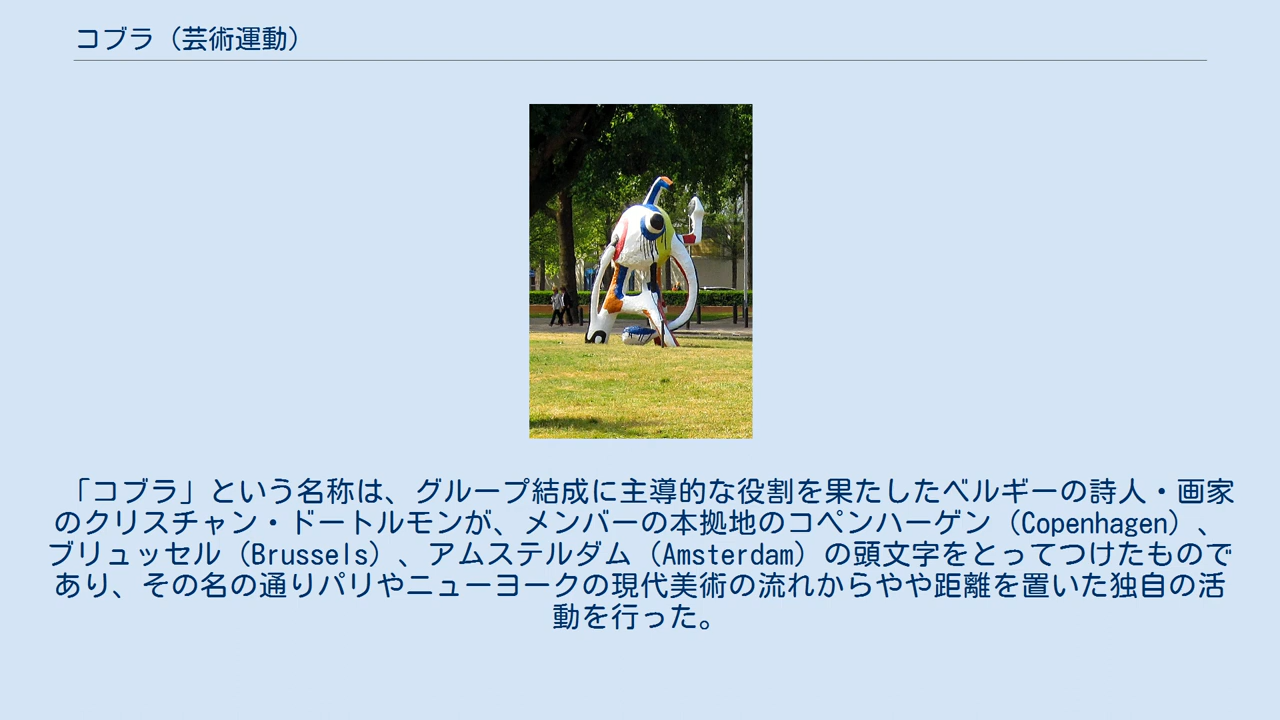 コブラ（芸術運動）
「コブラ」という名称は、グループ結成に主導的な役割を果たしたベルギーの詩人・画家
のクリスチャン・ドートルモンが、メンバーの本拠地のコペンハーゲン（Copenhagen）、
ブリュッセル（Brussels）、アムステルダム（Amsterdam）の頭文字をとってつけたもので
あり、その名の通りパリやニューヨークの現代美術の流れからやや距離を置いた独自の活
動を行った。